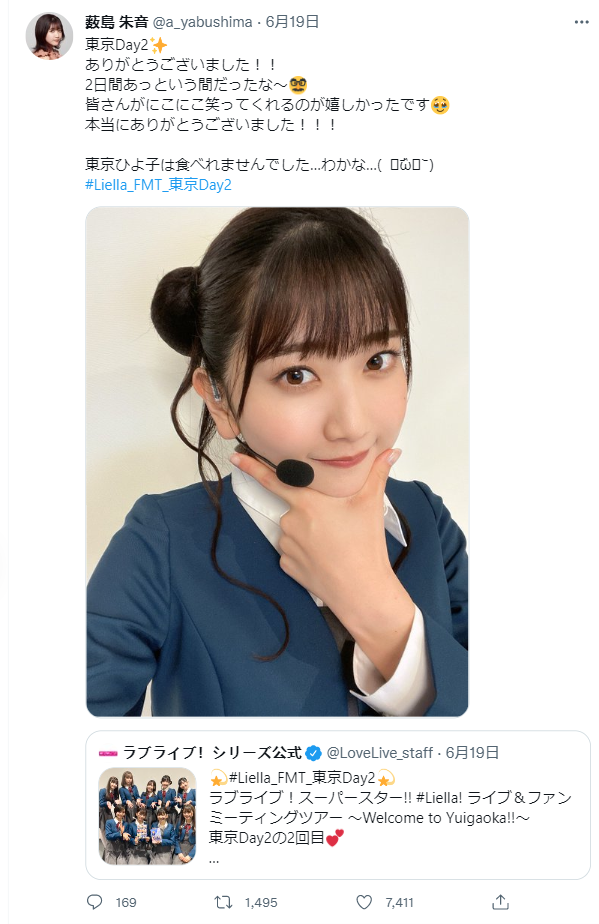 薮島 朱音 @a_yabushima · 6月19日
東京Day2✨
ありがとうございました！！
2日間あっという間だったな〜🥸
皆さんがにこにこ笑ってくれるのが嬉しかったです🥹
本当にありがとうございました！！！
東京ひよ子は食べれませんでした...わかな...( ˘ω˘ )
#Liella_FMT_東京Day2
ラブライブ！シリーズ公式 @LoveLive_staff · 6月19日
💫#Liella_FMT_東京Day2💫
ラブライブ！スーパースター!! #Liella! ライブ＆ファン
ミーティングツアー 〜Welcome to Yuigaoka!!〜
東京Day2の2回目💕
...
169 1,495 7,411